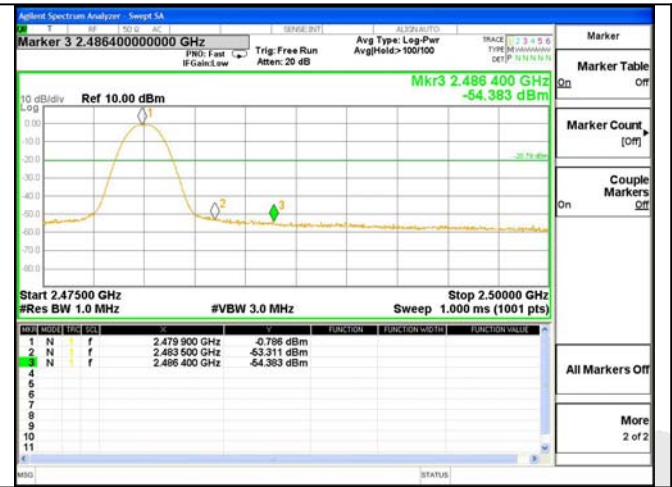 Agilent Spectrum Analyzer - Swept SA
T RF 50 Ω AC SENSE:INT ALIGN AUTO
Marker 3 2.486400000000 GHz
PNO: Fast
IFGain:Low
Trig: Free Run
Atten: 20 dB
Avg Type: Log-Pwr
Avg|Hold:>100/100
TRACE 1 2 3 4 5 6
TYPE M
DET P N N N N N
Mkr3 2.486 400 GHz
-54.383 dBm
10 dB/div Ref 10.00 dBm
Log
1
0.00
-10.0
-20.0
-30.0
-40.0
-50.0
-60.0
-70.0
-80.0
2
3
Start 2.47500 GHz
Stop 2.50000 GHz
#Res BW 1.0 MHz
#VBW 3.0 MHz
Sweep 1.000 ms (1001 pts)
MKR MODE TRC SCL X Y FUNCTION FUNCTION WIDTH FUNCTION VALUE
1 N 1 f 2.479 900 GHz -0.786 dBm
2 N 1 f 2.483 500 GHz -53.311 dBm
3 N 1 f 2.486 400 GHz -54.383 dBm
4
5
6
7
8
9
10
11
MSG
STATUS
Marker
Marker Table
On Off
Marker Count
[Off]
Couple
Markers
On Off
All Markers Off
More
2 of 2